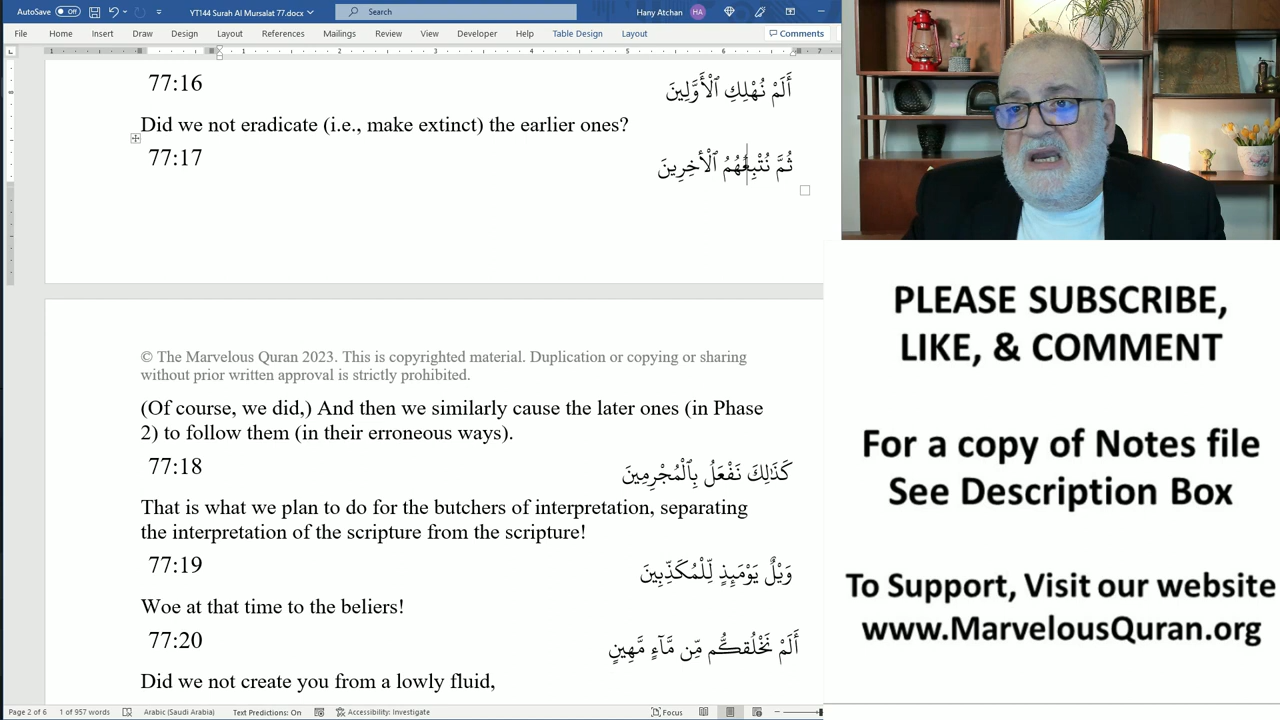 AutoSave Off YT144 Surah Al Mursalat 77.docx Search Hany Atchan HA
File Home Insert Draw Design Layout References Mailings Review View Developer Help Table Design Layout Comments
77:16 أَلَمْ نُهْلِكِ ٱلْأَوَّلِينَ
Did we not eradicate (i.e., make extinct) the earlier ones?
77:17 ثُمَّ نُتْبِعُهُمُ ٱلْأَخِرِينَ
© The Marvelous Quran 2023. This is copyrighted material. Duplication or copying or sharing
without prior written approval is strictly prohibited.
(Of course, we did,) And then we similarly cause the later ones (in Phase
2) to follow them (in their erroneous ways).
77:18 كَذَٰلِكَ نَفْعَلُ بِٱلْمُجْرِمِينَ
That is what we plan to do for the butchers of interpretation, separating
the interpretation of the scripture from the scripture!
77:19 وَيْلٌ يَوْمَئِذٍ لِّلْمُكَذِّبِينَ
Woe at that time to the beliers!
77:20 أَلَمْ نَخْلُقكُّم مِّن مَّآءٍ مَّهِينٍ
Did we not create you from a lowly fluid,
Page 2 of 6 1 of 957 words Arabic (Saudi Arabia) Text Predictions: On Accessibility: Investigate Focus
PLEASE SUBSCRIBE,
LIKE, & COMMENT
For a copy of Notes file
See Description Box
To Support, Visit our website
www.MarvelousQuran.org